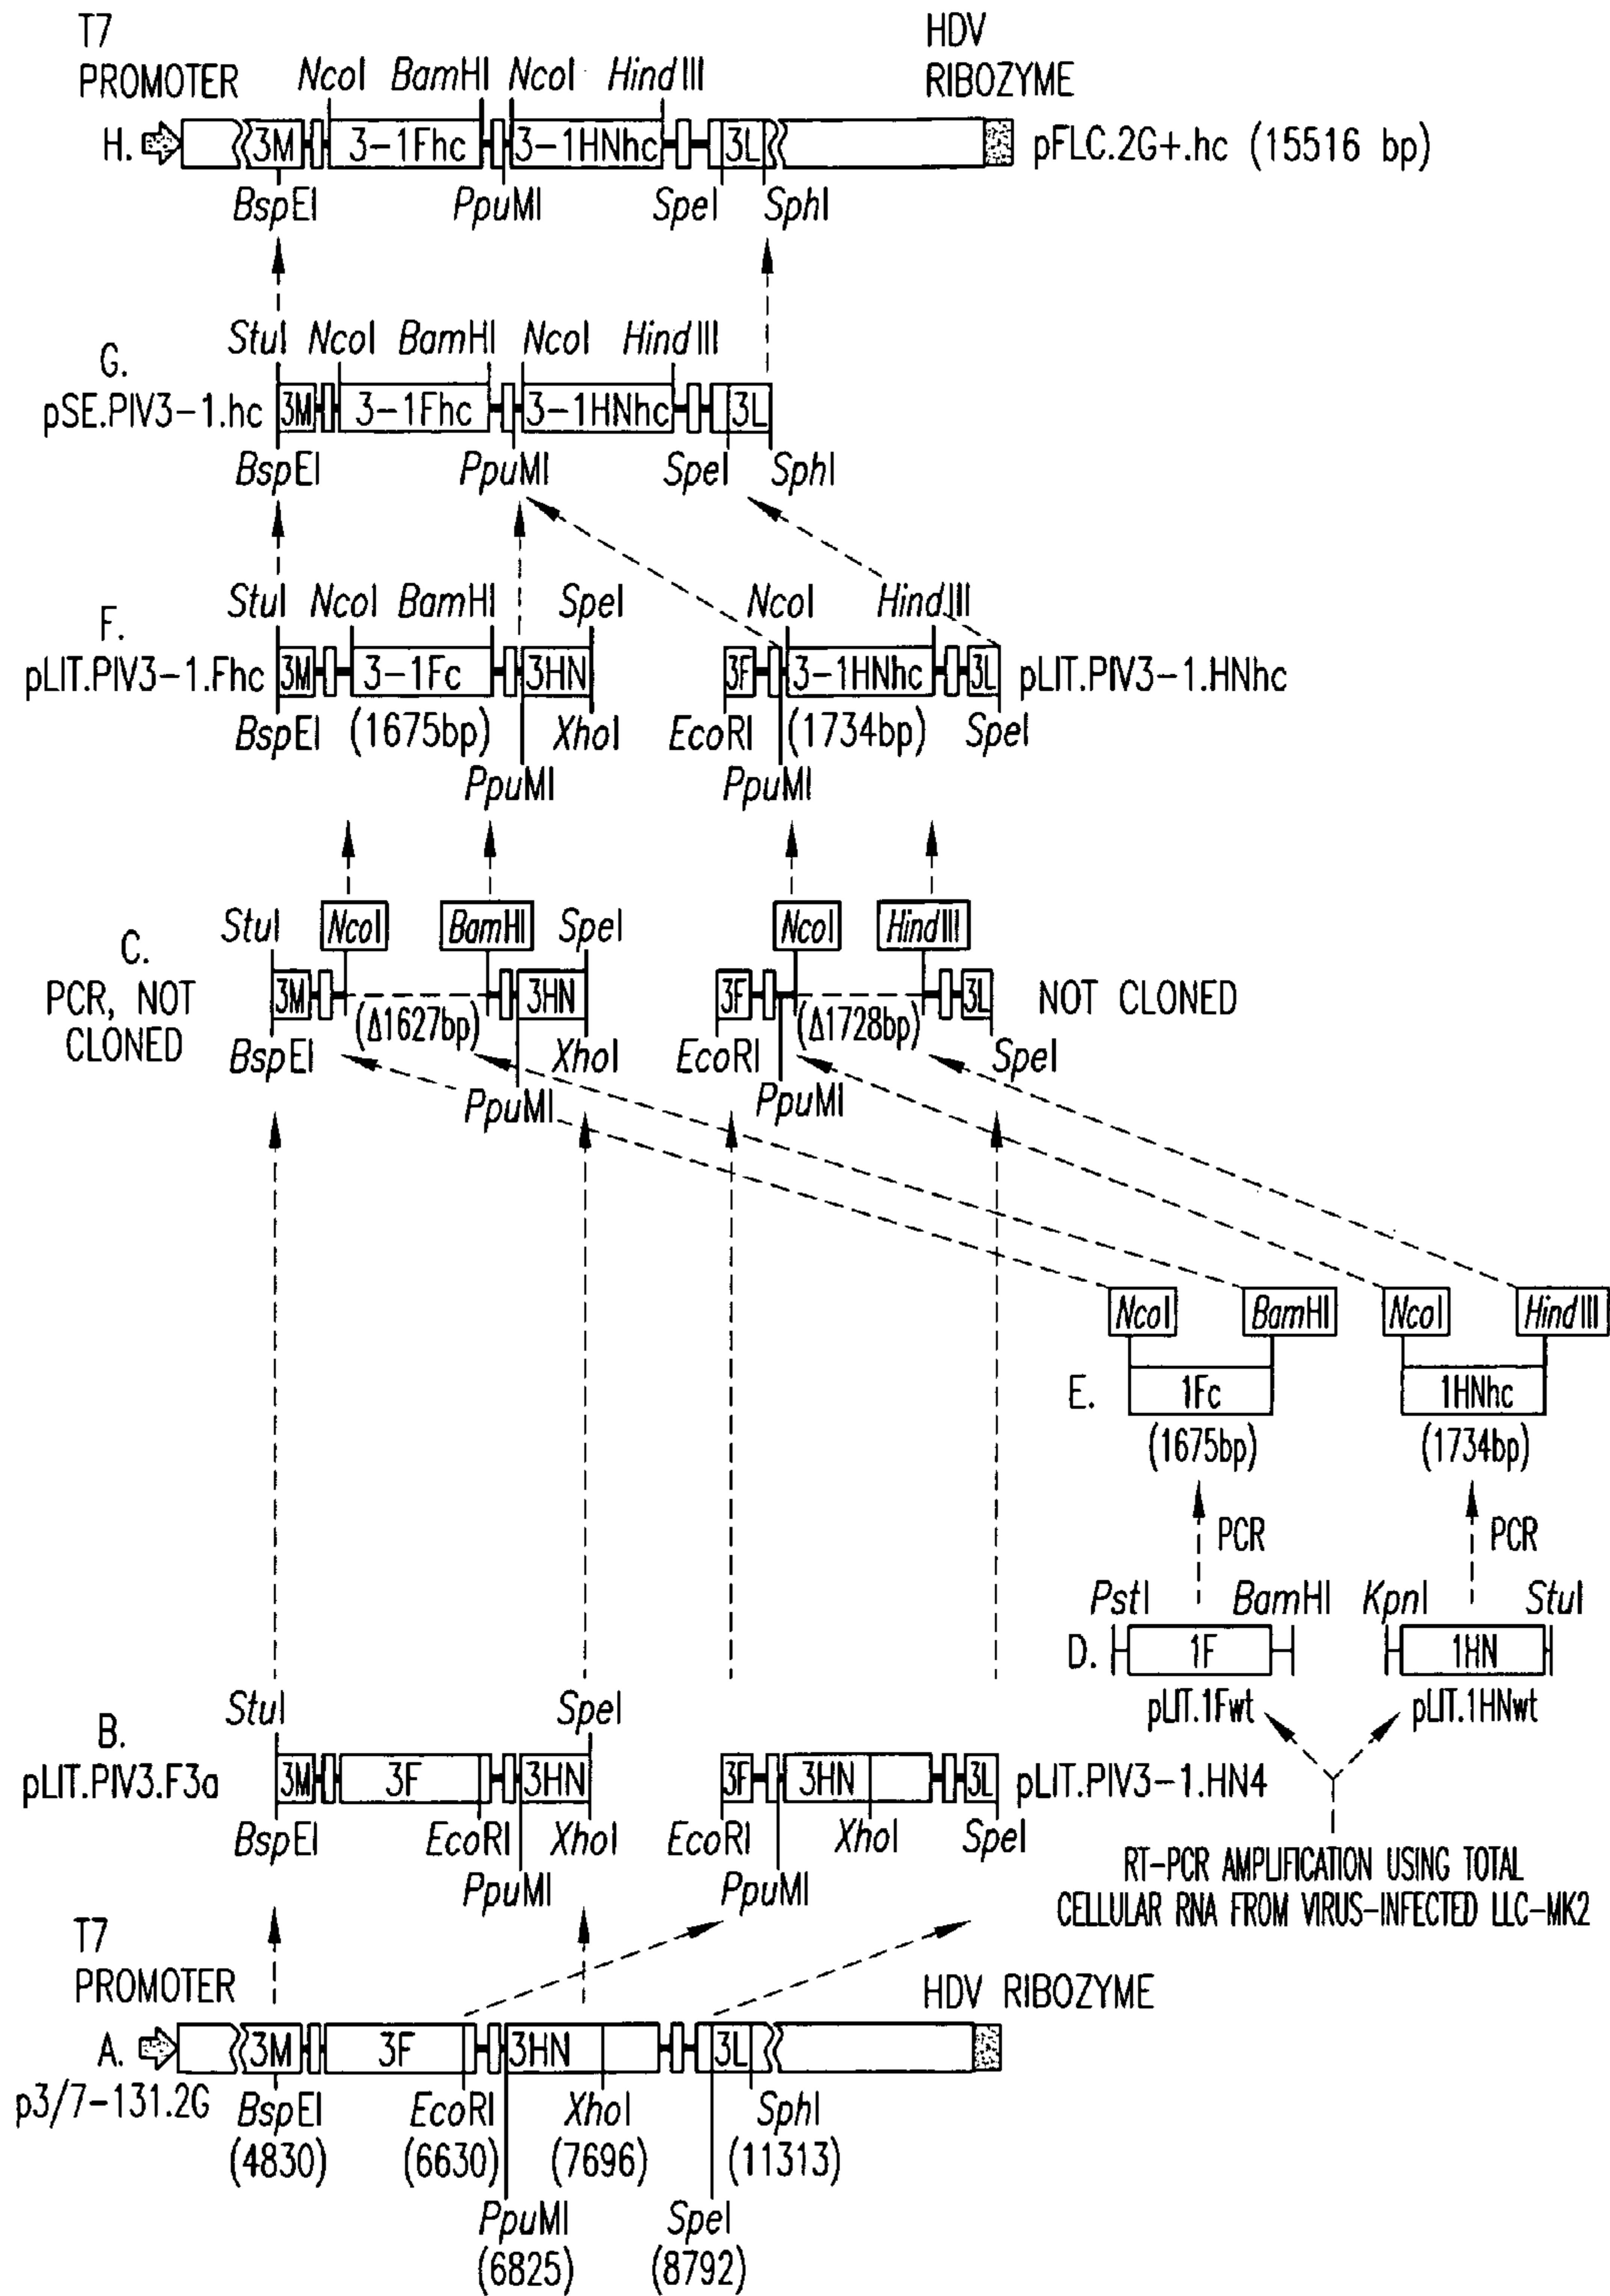 T7
PROMOTER
HDV
RIBOZYME
NcoI BamHI NcoI HindIII
H. 3M 3-1Fhc 3-1HNhc 3L pFLC.2G+.hc (15516 bp)
BspEI PpuMI SpeI SphI
StuI NcoI BamHI NcoI HindIII
G.
pSE.PIV3-1.hc 3M 3-1Fhc 3-1HNhc 3L
BspEI PpuMI SpeI SphI
StuI NcoI BamHI SpeI NcoI HindIII
F.
pLIT.PIV3-1.Fhc 3M 3-1Fc 3HN 3F 3-1HNhc 3L pLIT.PIV3-1.HNhc
BspEI (1675bp) XhoI EcoRI (1734bp) SpeI
PpuMI PpuMI
StuI NcoI BamHI SpeI NcoI HindIII
C.
PCR, NOT
CLONED
3M 3HN 3F 3L NOT CLONED
(Δ1627bp) (Δ1728bp)
BspEI XhoI EcoRI SpeI
PpuMI PpuMI
NcoI BamHI NcoI HindIII
E. 1Fc 1HNhc
(1675bp) (1734bp)
PCR PCR
PstI BamHI KpnI StuI
D. 1F 1HN
pLIT.1Fwt pLIT.1HNwt
RT-PCR AMPLIFICATION USING TOTAL
CELLULAR RNA FROM VIRUS-INFECTED LLC-MK2
StuI SpeI
B.
pLIT.PIV3.F3a 3M 3F 3HN 3F 3HN 3L pLIT.PIV3-1.HN4
BspEI EcoRI XhoI EcoRI XhoI SpeI
PpuMI PpuMI
T7
PROMOTER
HDV RIBOZYME
A. 3M 3F 3HN 3L
p3/7-131.2G BspEI EcoRI XhoI SphI
(4830) (6630) (7696) (11313)
PpuMI SpeI
(6825) (8792)